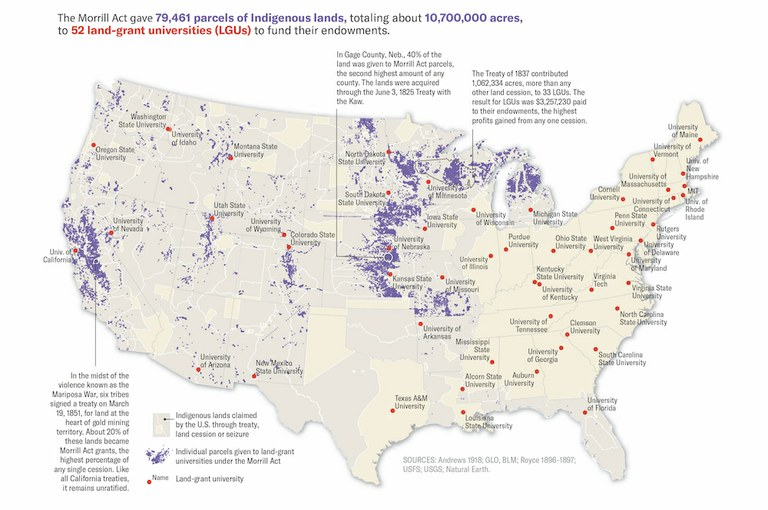 The Morrill Act gave 79,461 parcels of Indigenous lands, totaling about 10,700,000 acres,
to 52 land-grant universities (LGUs) to fund their endowments.
In Gage County, Neb., 40% of the
land was given to Morrill Act parcels,
the second highest amount of any
county. The lands were acquired
through the June 3, 1825 Treaty with
the Kaw.
The Treaty of 1837 contributed
1,062,334 acres, more than any
other land cession, to 33 LGUs. The
result for LGUs was $3,257,230 paid
to their endowments, the highest
profits gained from any one cession.
Washington
State University
University
of Idaho
Oregon State
University
Montana State
University
North Dakota
State University
South Dakota
State University
University
of Minnesota
University
of Wisconsin
Michigan State
University
Iowa State
University
University
of Nebraska
Utah State
University
University
of Nevada
Univ. of
California
University
of Wyoming
Colorado State
University
Kansas State
University
University
of Missouri
University
of Illinois
Purdue
University
Ohio State
University
West Virginia
University
Penn State
University
Cornell
University
University of
Maine
University of
Vermont
Univ. of
New
Hampshire
University of
Massachusetts
MIT
University of
Connecticut
Univ. of
Rhode
Island
Rutgers
University
University
of Delaware
University
of Maryland
Virginia
Tech
Virginia State
University
Kentucky
State University
University
of Kentucky
North Carolina
State University
University of
Tennessee
Clemson
University
University
of Georgia
South Carolina
State University
University of
Arkansas
Mississippi
State
University
Alcorn State
University
Auburn
University
University
of Florida
Louisiana
State University
Texas A&M
University
University
of Arizona
New Mexico
State University
In the midst of the
violence known as the
Mariposa War, six tribes
signed a treaty on March
19, 1851, for land at the
heart of gold mining
territory. About 20% of
these lands became
Morrill Act grants, the
highest percentage of
any single cession. Like
all California treaties,
it remains unratified.
Indigenous lands claimed
by the U.S. through treaty,
land cession or seizure
Individual parcels given to land-grant
universities under the Morrill Act
Name
Land-grant university
SOURCES: Andrews 1918; GLO, BLM; Royce 1896-1897;
USFS; USGS; Natural Earth.